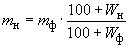 mн = mф · (100 + Wн) / (100 + Wф)